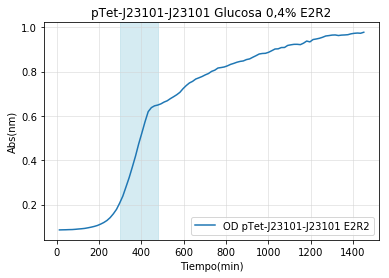 pTet-J23101-J23101 Glucosa 0,4% E2R2
1.0
0.8
0.6
0.4
0.2
Abs(nm)
0 200 400 600 800 1000 1200 1400
Tiempo(min)
OD pTet-J23101-J23101 E2R2